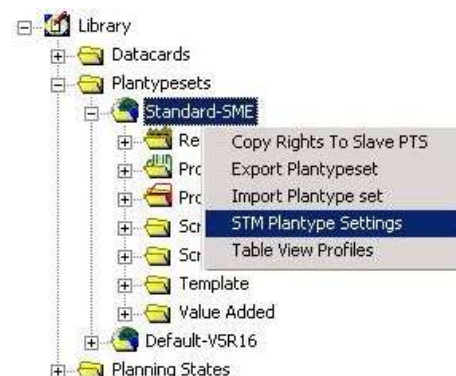 Library
Datacards
Plantypesets
Standard-SME
Re
Copy Rights To Slave PTS
Pro
Export Plantypeset
Pro
Import Plantype set
Scr
STM Plantype Settings
Scr
Table View Profiles
Template
Value Added
Default-V5R16
Planning States